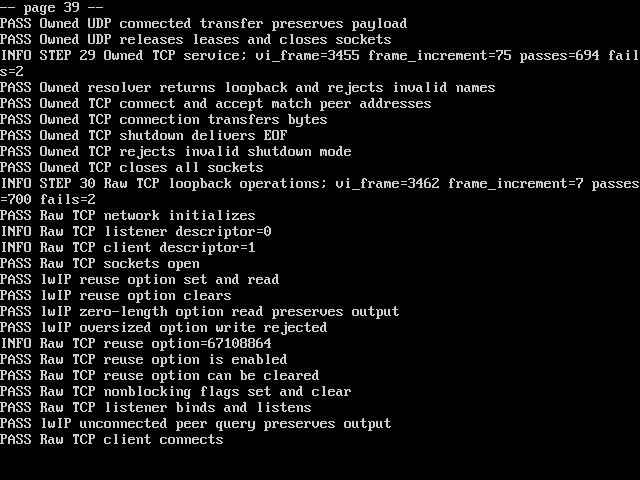 -- page 39 --
PASS Owned UDP connected transfer preserves payload
PASS Owned UDP releases leases and closes sockets
INFO STEP 29 Owned TCP service; vi_frame=3455 frame_increment=75 passes=694 fail
s=2
PASS Owned resolver returns loopback and rejects invalid names
PASS Owned TCP connect and accept match peer addresses
PASS Owned TCP connection transfers bytes
PASS Owned TCP shutdown delivers EOF
PASS Owned TCP rejects invalid shutdown mode
PASS Owned TCP closes all sockets
INFO STEP 30 Raw TCP loopback operations; vi_frame=3462 frame_increment=7 passes
=700 fails=2
PASS Raw TCP network initializes
INFO Raw TCP listener descriptor=0
INFO Raw TCP client descriptor=1
PASS Raw TCP sockets open
PASS lwIP reuse option set and read
PASS lwIP reuse option clears
PASS lwIP zero-length option read preserves output
PASS lwIP oversized option write rejected
INFO Raw TCP reuse option=67108864
PASS Raw TCP reuse option is enabled
PASS Raw TCP reuse option can be cleared
PASS Raw TCP nonblocking flags set and clear
PASS Raw TCP listener binds and listens
PASS lwIP unconnected peer query preserves output
PASS Raw TCP client connects